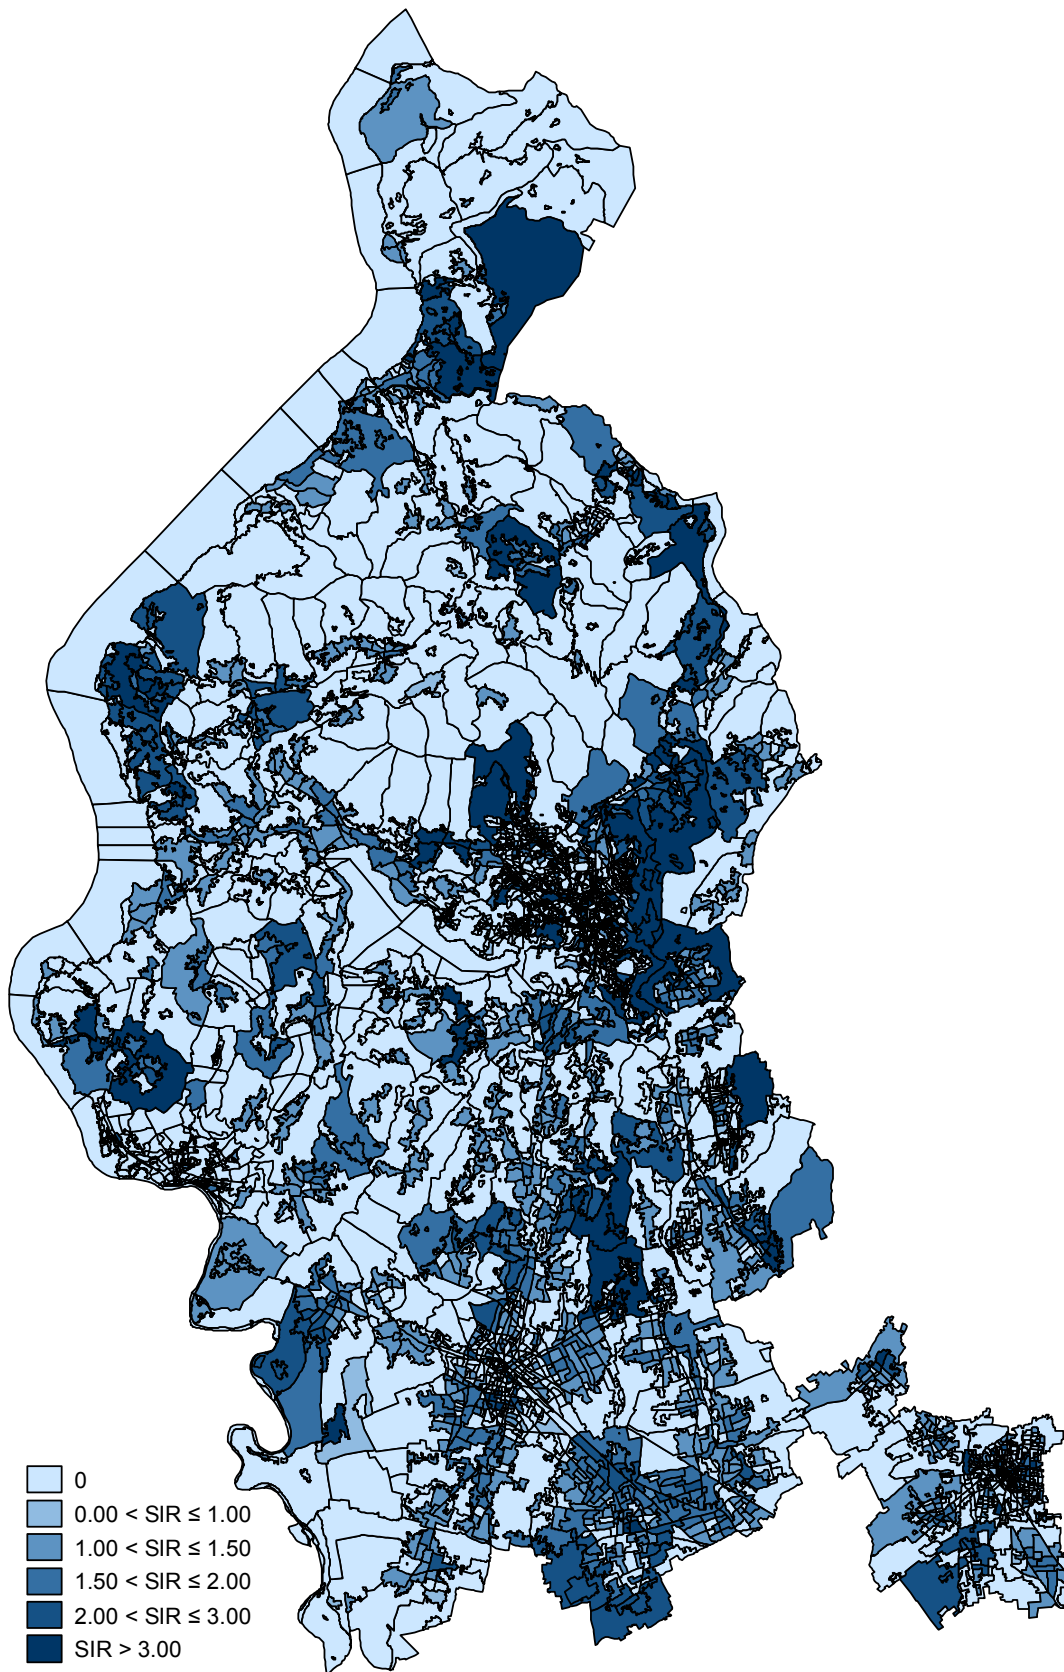 0
0.00 < SIR ≤ 1.00
1.00 < SIR ≤ 1.50
1.50 < SIR ≤ 2.00
2.00 < SIR ≤ 3.00
SIR > 3.00